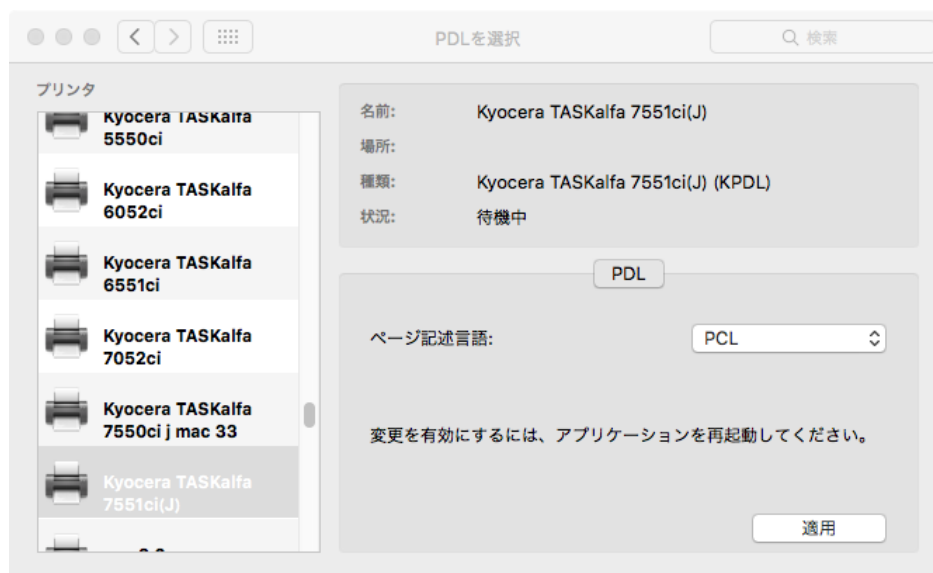 PDLを選択
検索
プリンタ
Kyocera TASKalfa
5550ci
Kyocera TASKalfa
6052ci
Kyocera TASKalfa
6551ci
Kyocera TASKalfa
7052ci
Kyocera TASKalfa
7550ci j mac 33
Kyocera TASKalfa
7551ci(J)
名前: Kyocera TASKalfa 7551ci(J)
場所:
種類: Kyocera TASKalfa 7551ci(J) (KPDL)
状況: 待機中
PDL
ページ記述言語: PCL
変更を有効にするには、アプリケーションを再起動してください。
適用